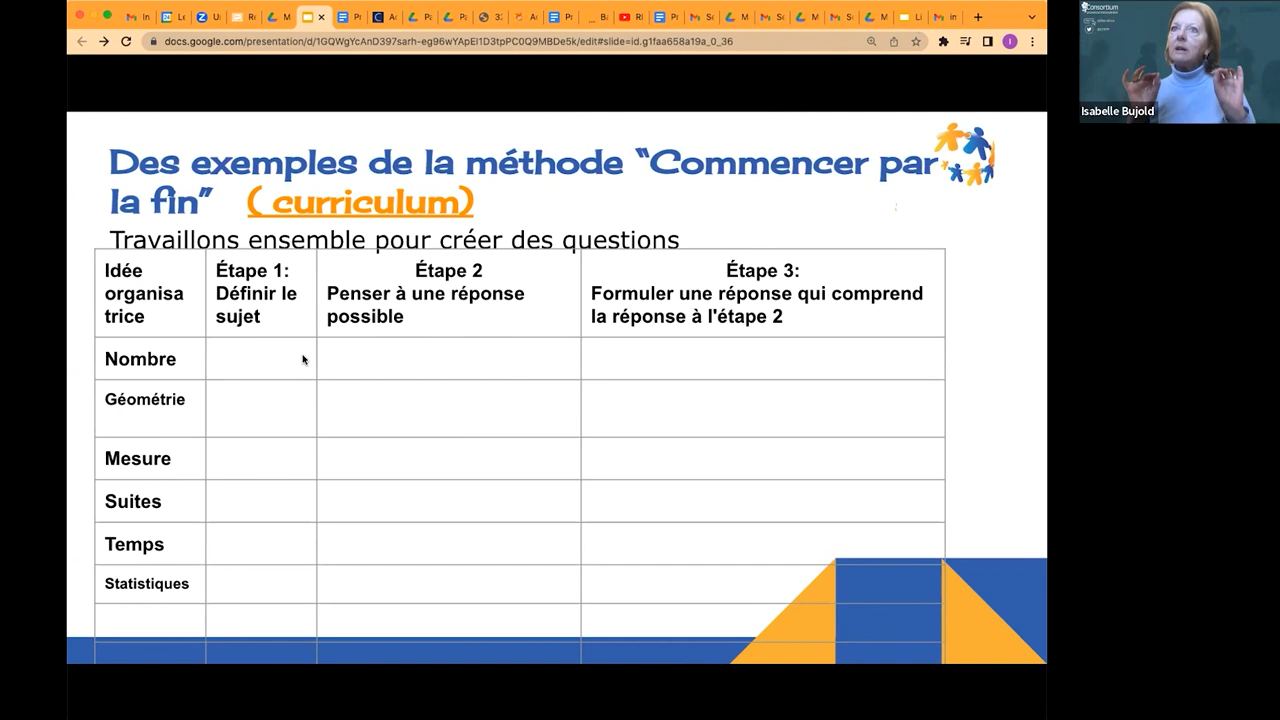 docs.google.com/presentation/d/1GQWgYcAnD397sarh-eg96wYApEI1D3tpPC0Q9MBDe5k/edit#slide=id.g1faa658a19a_0_36
Consortium
Isabelle Bujold
Des exemples de la méthode “Commencer par
la fin” ( curriculum)
Travaillons ensemble pour créer des questions
Idée
organisa
trice
Étape 1:
Définir le
sujet
Étape 2
Penser à une réponse
possible
Étape 3:
Formuler une réponse qui comprend
la réponse à l'étape 2
Nombre
Géométrie
Mesure
Suites
Temps
Statistiques